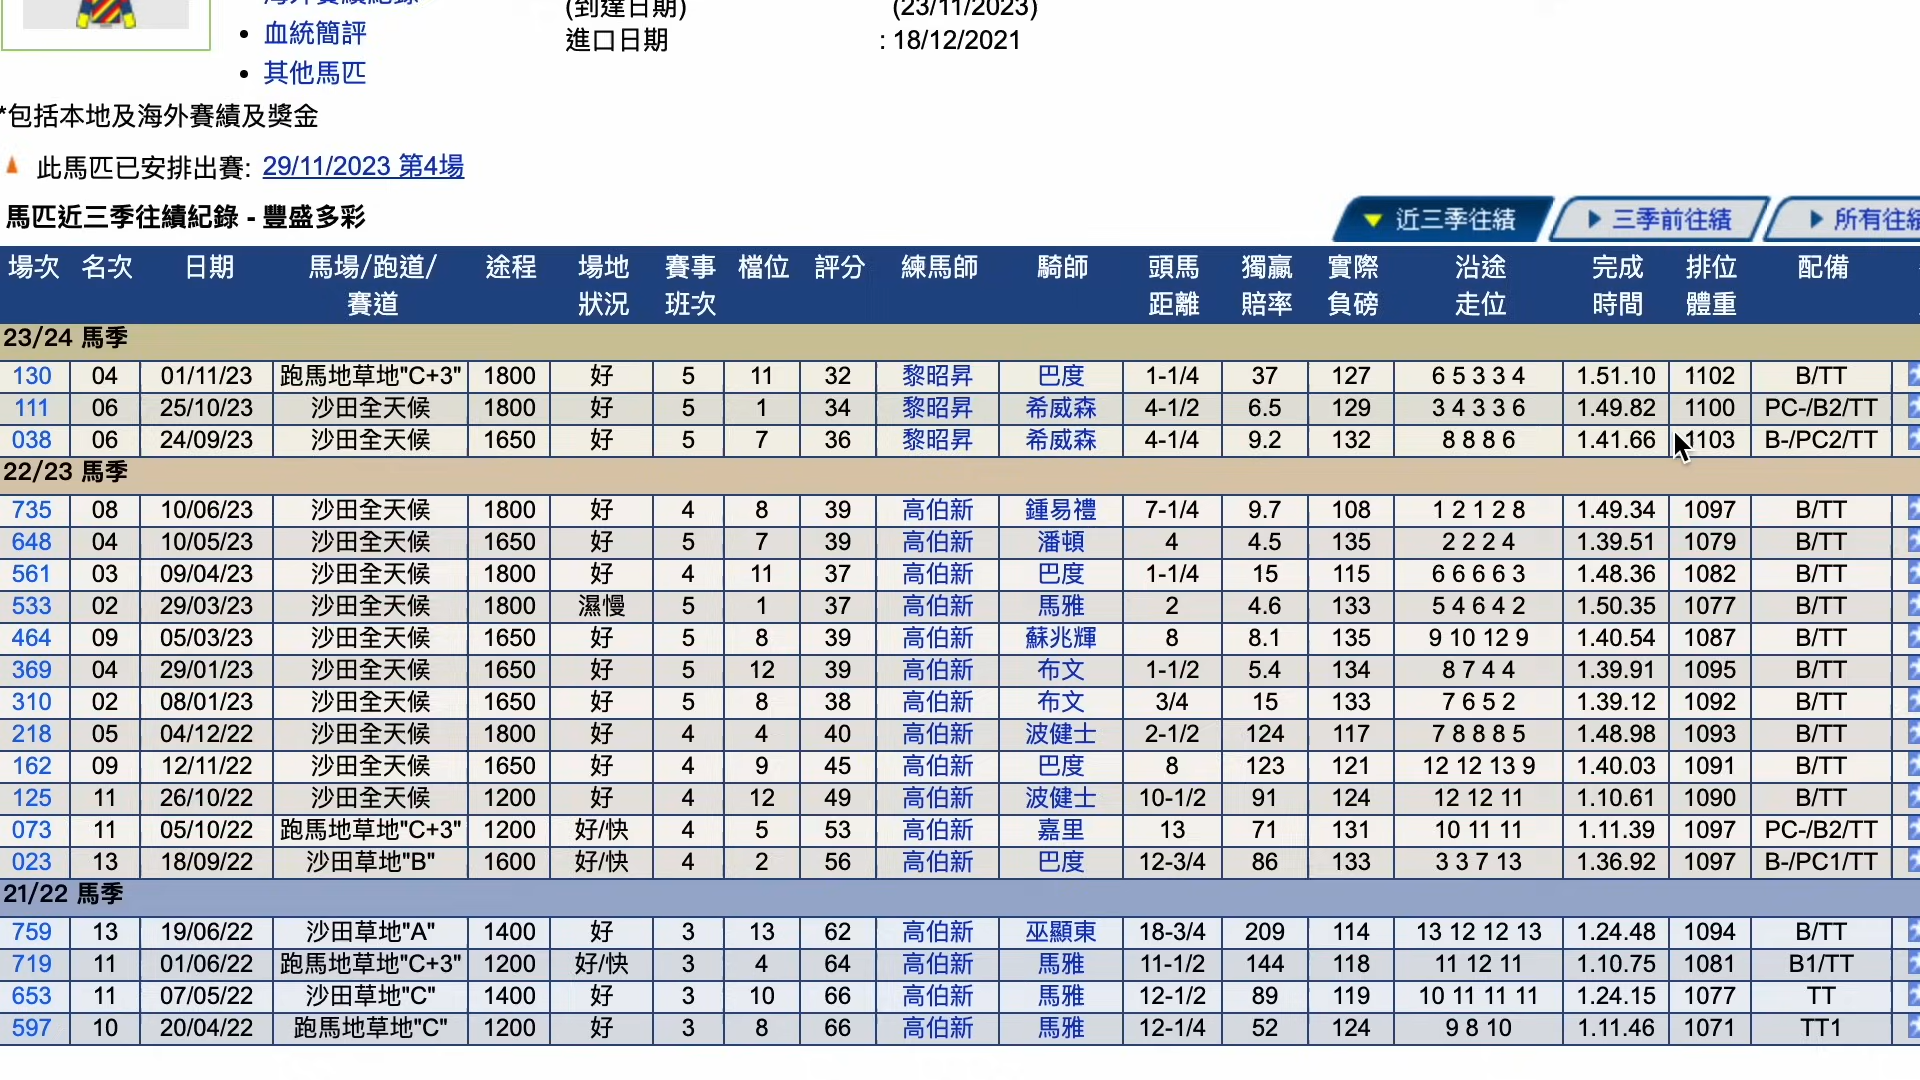 (到達日期) (23/11/2023)
血統簡評
進口日期 : 18/12/2021
其他馬匹
*包括本地及海外賽績及獎金
此馬匹已安排出賽: 29/11/2023 第4場
馬匹近三季往績紀錄 - 豐盛多彩 近三季往績 三季前往績 所有往績
場次 名次 日期 馬場/跑道/賽道 途程 場地狀況 賽事班次 檔位 評分 練馬師 騎師 頭馬距離 獨贏賠率 實際負磅 沿途走位 完成時間 排位體重 配備
23/24 馬季
130 04 01/11/23 跑馬地草地"C+3" 1800 好 5 11 32 黎昭昇 巴度 1-1/4 37 127 6 5 3 3 4 1.51.10 1102 B/TT
111 06 25/10/23 沙田全天候 1800 好 5 1 34 黎昭昇 希威森 4-1/2 6.5 129 3 4 3 3 6 1.49.82 1100 PC-/B2/TT
038 06 24/09/23 沙田全天候 1650 好 5 7 36 黎昭昇 希威森 4-1/4 9.2 132 8 8 8 6 1.41.66 1103 B-/PC2/TT
22/23 馬季
735 08 10/06/23 沙田全天候 1800 好 4 8 39 高伯新 鍾易禮 7-1/4 9.7 108 1 2 1 2 8 1.49.34 1097 B/TT
648 04 10/05/23 沙田全天候 1650 好 5 7 39 高伯新 潘頓 4 4.5 135 2 2 2 4 1.39.51 1079 B/TT
561 03 09/04/23 沙田全天候 1800 好 4 11 37 高伯新 巴度 1-1/4 15 115 6 6 6 6 3 1.48.36 1082 B/TT
533 02 29/03/23 沙田全天候 1800 濕慢 5 1 37 高伯新 馬雅 2 4.6 133 5 4 6 4 2 1.50.35 1077 B/TT
464 09 05/03/23 沙田全天候 1650 好 5 8 39 高伯新 蘇兆輝 8 8.1 135 9 10 12 9 1.40.54 1087 B/TT
369 04 29/01/23 沙田全天候 1650 好 5 12 39 高伯新 布文 1-1/2 5.4 134 8 7 4 4 1.39.91 1095 B/TT
310 02 08/01/23 沙田全天候 1650 好 5 8 38 高伯新 布文 3/4 15 133 7 6 5 2 1.39.12 1092 B/TT
218 05 04/12/22 沙田全天候 1800 好 4 4 40 高伯新 波健士 2-1/2 124 117 7 8 8 8 5 1.48.98 1093 B/TT
162 09 12/11/22 沙田全天候 1650 好 4 9 45 高伯新 巴度 8 123 121 12 12 13 9 1.40.03 1091 B/TT
125 11 26/10/22 沙田全天候 1200 好 4 12 49 高伯新 波健士 10-1/2 91 124 12 12 11 1.10.61 1090 B/TT
073 11 05/10/22 跑馬地草地"C+3" 1200 好/快 4 5 53 高伯新 嘉里 13 71 131 10 11 11 1.11.39 1097 PC-/B2/TT
023 13 18/09/22 沙田草地"B" 1600 好/快 4 2 56 高伯新 巴度 12-3/4 86 133 3 3 7 13 1.36.92 1097 B-/PC1/TT
21/22 馬季
759 13 19/06/22 沙田草地"A" 1400 好 3 13 62 高伯新 巫顯東 18-3/4 209 114 13 12 12 13 1.24.48 1094 B/TT
719 11 01/06/22 跑馬地草地"C+3" 1200 好/快 3 4 64 高伯新 馬雅 11-1/2 144 118 11 12 11 1.10.75 1081 B1/TT
653 11 07/05/22 沙田草地"C" 1400 好 3 10 66 高伯新 馬雅 12-1/2 89 119 10 11 11 11 1.24.15 1077 TT
597 10 20/04/22 跑馬地草地"C" 1200 好 3 8 66 高伯新 馬雅 12-1/4 52 124 9 8 10 1.11.46 1071 TT1